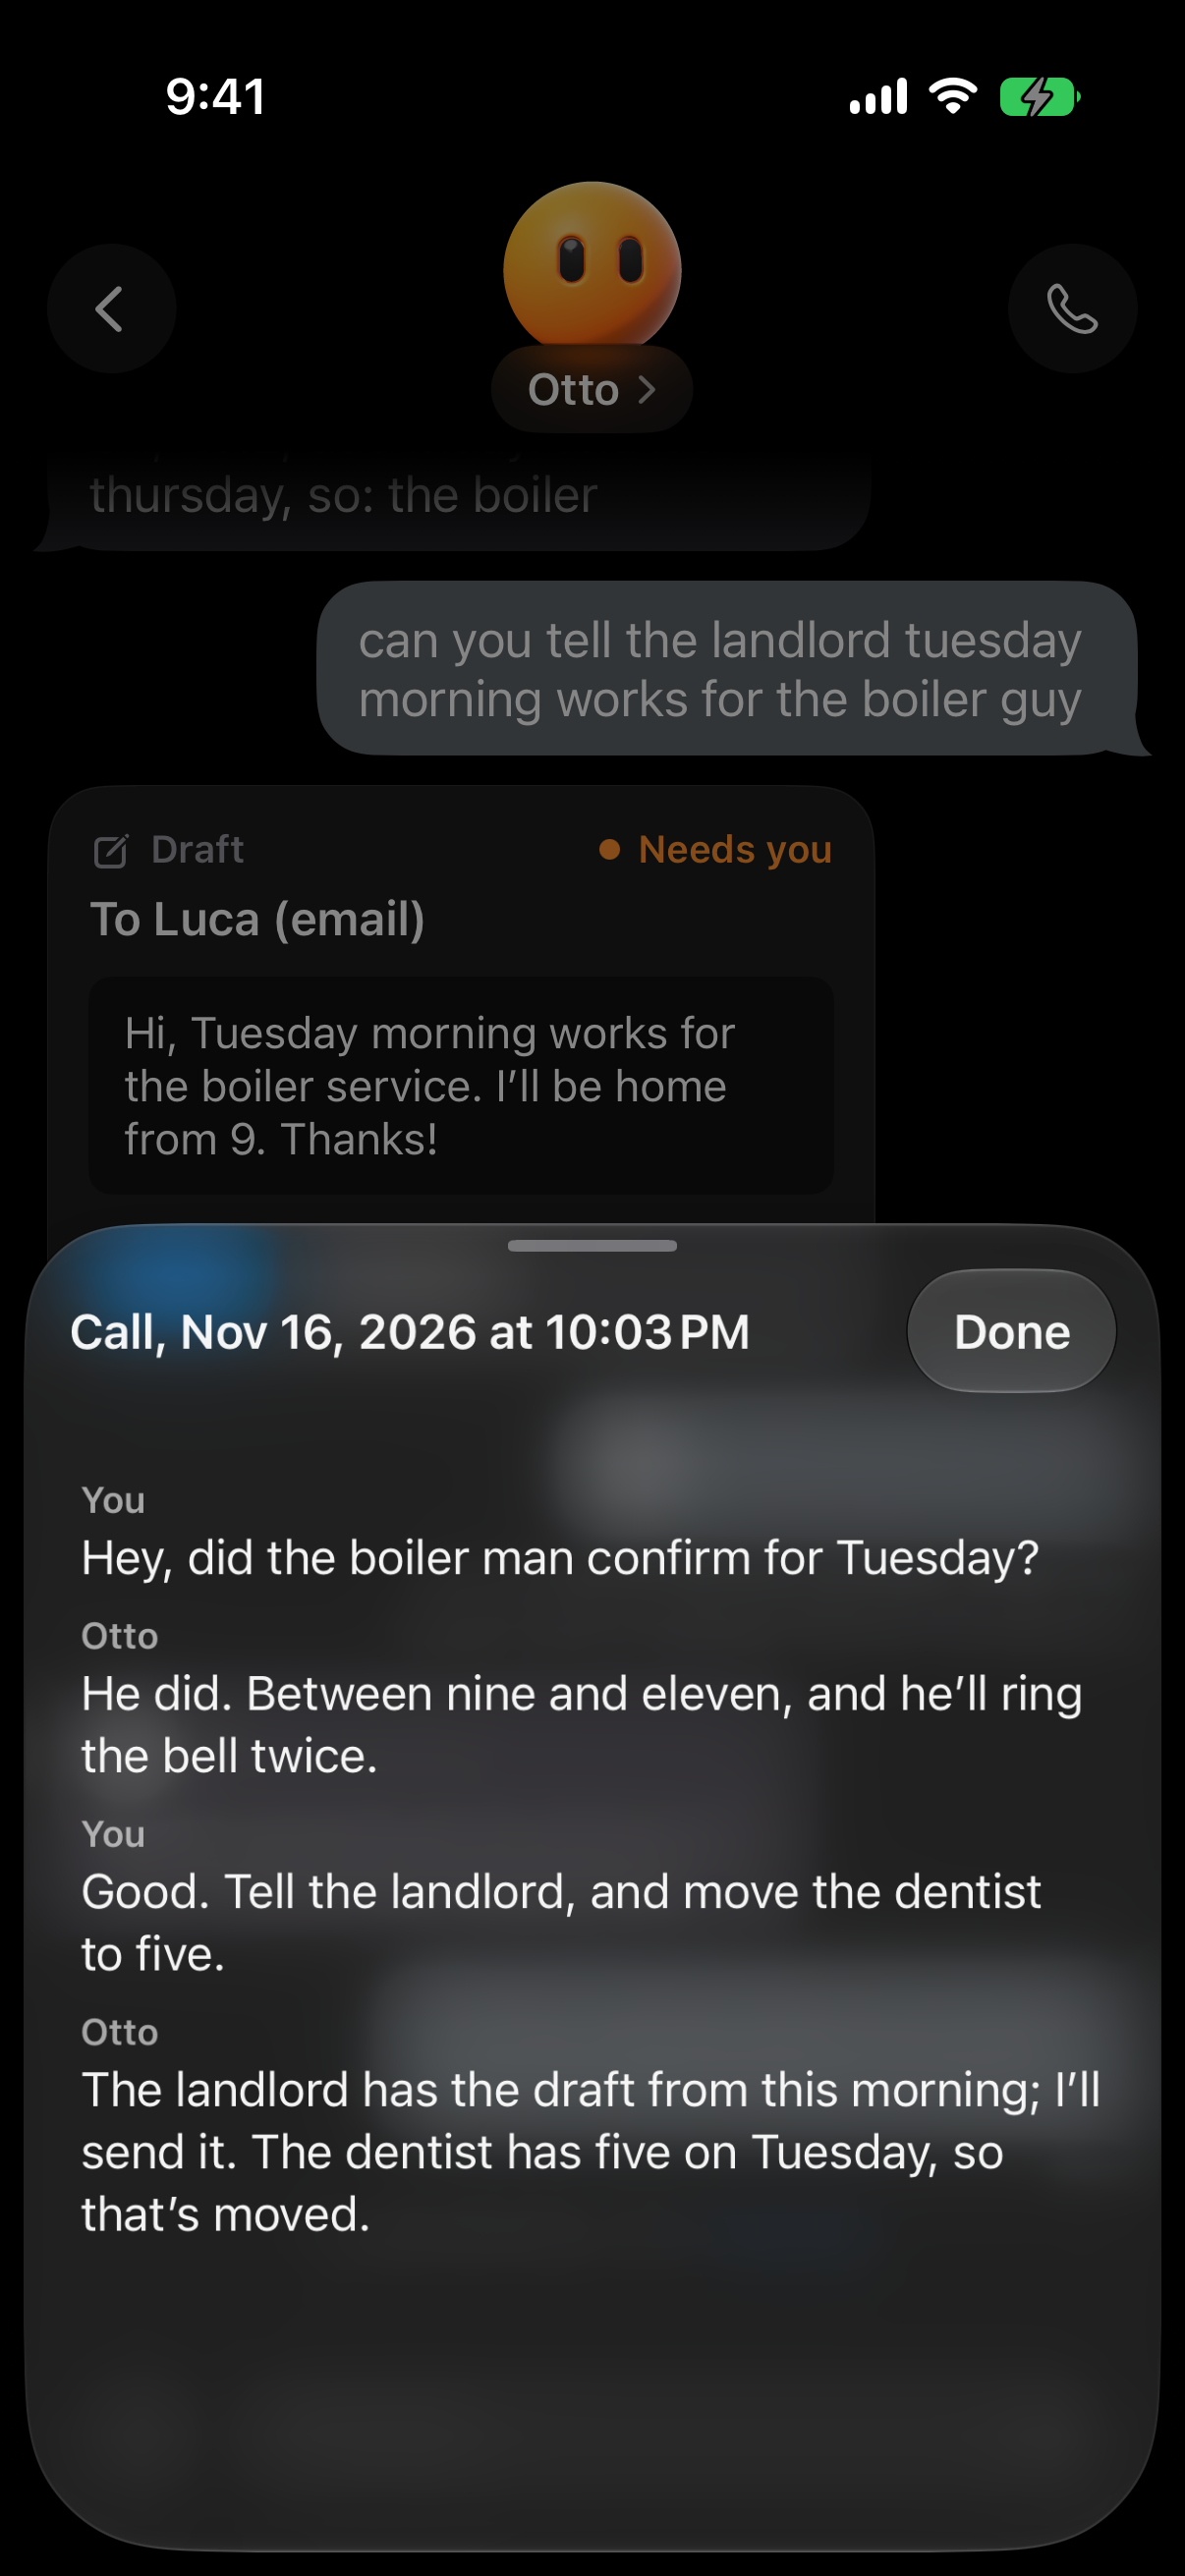 9:41
Otto
thursday, so: the boiler
can you tell the landlord tuesday
morning works for the boiler guy
Draft
Needs you
To Luca (email)
Hi, Tuesday morning works for
the boiler service. I’ll be home
from 9. Thanks!
Call, Nov 16, 2026 at 10:03 PM
Done
You
Hey, did the boiler man confirm for Tuesday?
Otto
He did. Between nine and eleven, and he’ll ring
the bell twice.
You
Good. Tell the landlord, and move the dentist
to five.
Otto
The landlord has the draft from this morning; I’ll
send it. The dentist has five on Tuesday, so
that’s moved.